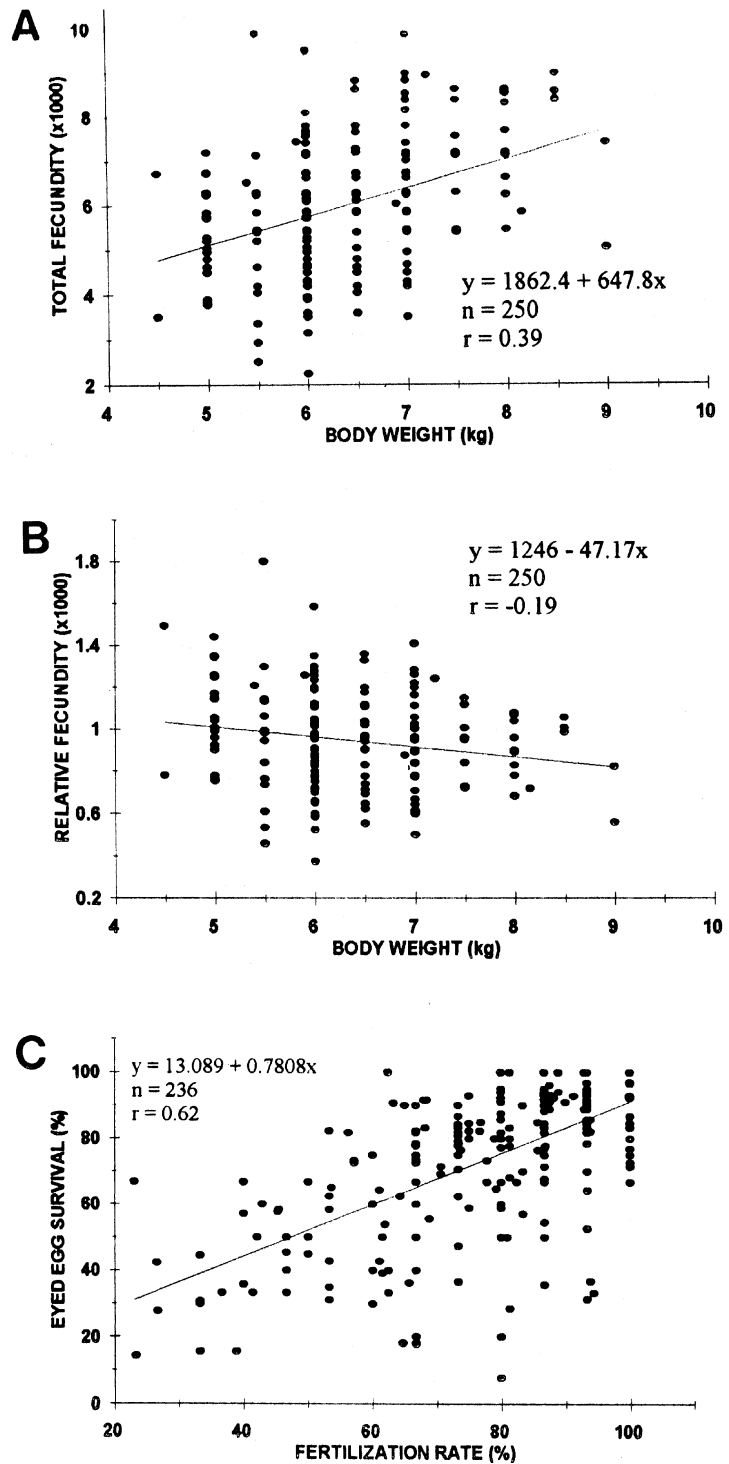 A
10
8
6
4
2
TOTAL FECUNDITY (x1000)
y = 1862.4 + 647.8x
n = 250
r = 0.39
4 5 6 7 8 9 10
BODY WEIGHT (kg)
B
y = 1246 - 47.17x
n = 250
r = -0.19
1.8
1.4
1
0.6
0.2
RELATIVE FECUNDITY (x1000)
4 5 6 7 8 9 10
BODY WEIGHT (kg)
C
y = 13.089 + 0.7808x
n = 236
r = 0.62
100
80
60
40
20
0
EYED EGG SURVIVAL (%)
20 40 60 80 100
FERTILIZATION RATE (%)